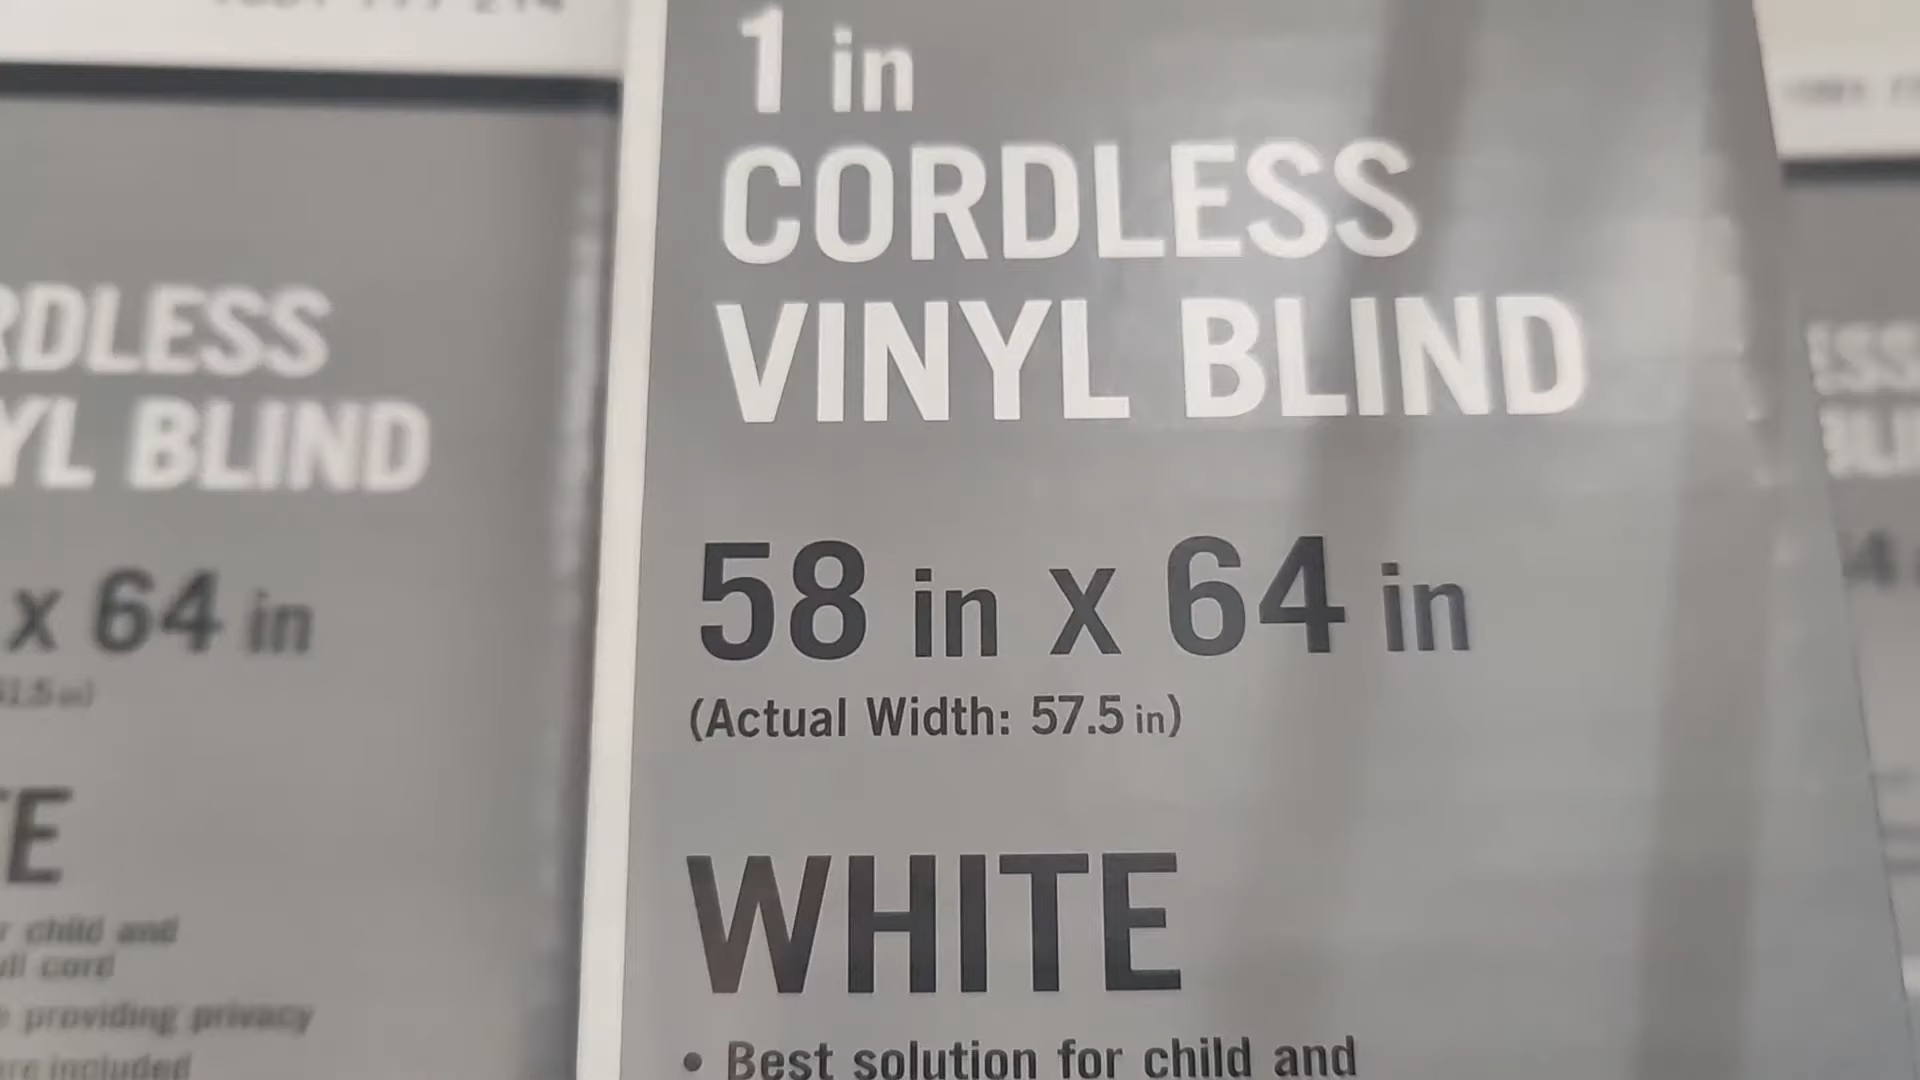 1 in
CORDLESS
VINYL BLIND
58 in x 64 in
(Actual Width: 57.5 in)
WHITE
• Best solution for child and
RDLESS
YL BLIND
x 64 in
TE
child and
cord
providing privacy
included